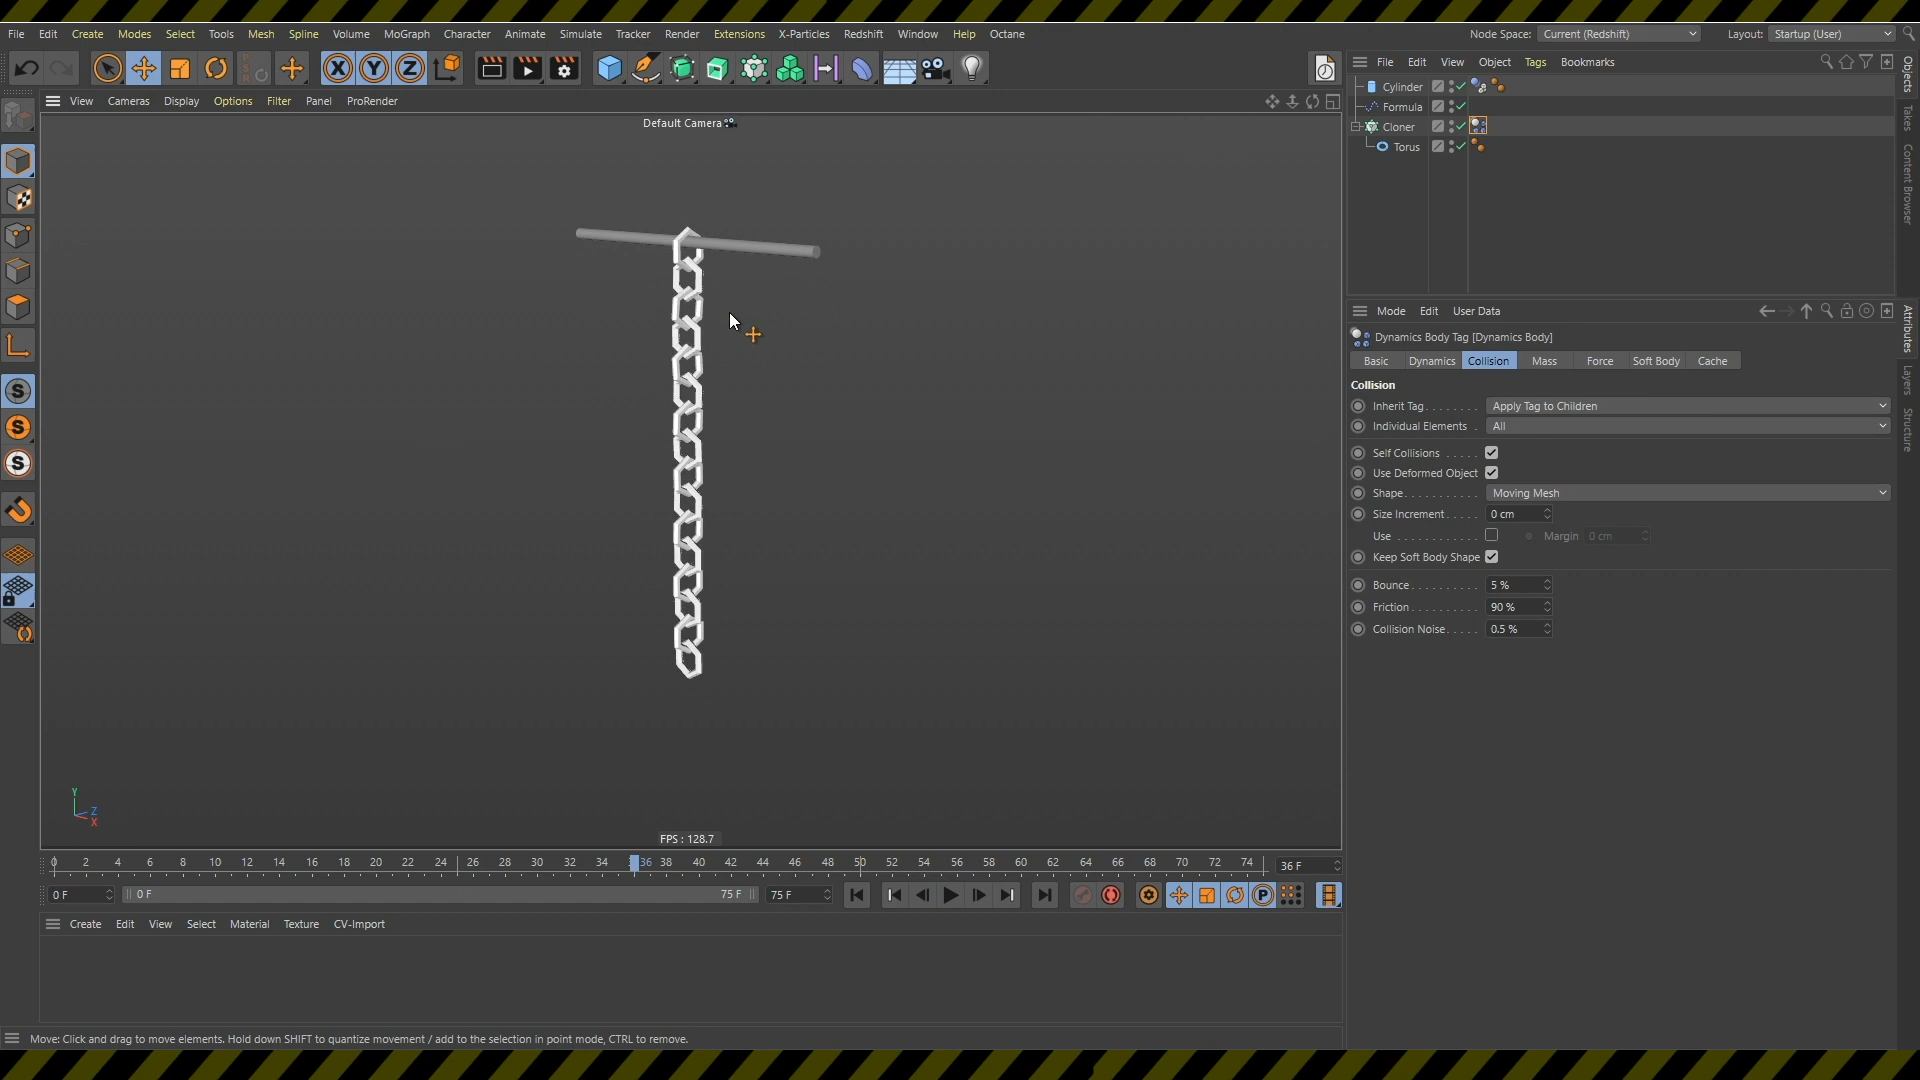 File Edit Create Modes Select Tools Mesh Spline Volume MoGraph Character Animate Simulate Tracker Render Extensions X-Particles Redshift Window Help Octane Node Space: Current (Redshift) Layout: Startup (User)
X Y Z
PSR
File Edit View Object Tags Bookmarks
Cylinder
Formula
Cloner
Torus
Objects
Takes
Content Browser
View Cameras Display Options Filter Panel ProRender
Default Camera
S
S
S
Mode Edit User Data
Dynamics Body Tag [Dynamics Body]
Basic Dynamics Collision Mass Force Soft Body Cache
Collision
Inherit Tag. . . . . . . Apply Tag to Children
Individual Elements . All
Self Collisions . . . . .
Use Deformed Object
Shape. . . . . . . . . . Moving Mesh
Size Increment. . . . . 0 cm
Use . . . . . . . . . . . Margin 0 cm
Keep Soft Body Shape
Bounce. . . . . . . . . . 5 %
Friction. . . . . . . . . . 90 %
Collision Noise. . . . . 0.5 %
Attributes
Layers
Structure
Y
Z
X
FPS : 128.7
0 2 4 6 8 10 12 14 16 18 20 22 24 26 28 30 32 34 36 38 40 42 44 46 48 50 52 54 56 58 60 62 64 66 68 70 72 74 36 F
0 F 0 F 75 F 75 F P
Create Edit View Select Material Texture CV-Import
Move: Click and drag to move elements. Hold down SHIFT to quantize movement / add to the selection in point mode, CTRL to remove.